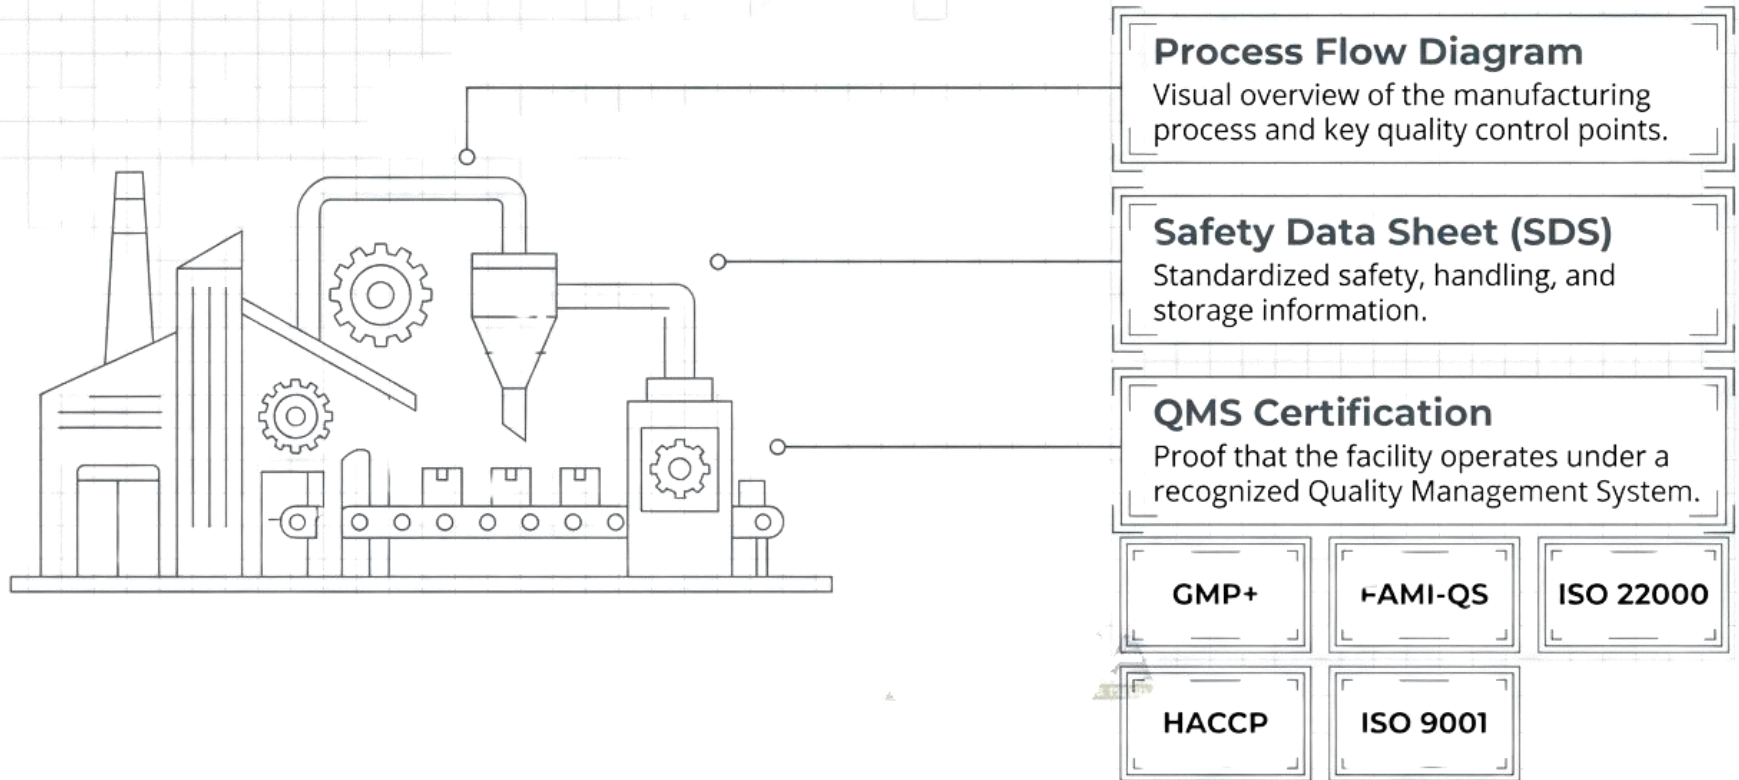 Process Flow Diagram
Visual overview of the manufacturing
process and key quality control points.
Safety Data Sheet (SDS)
Standardized safety, handling, and
storage information.
QMS Certification
Proof that the facility operates under a
recognized Quality Management System.
GMP+
FAMI-QS
ISO 22000
HACCP
ISO 9001